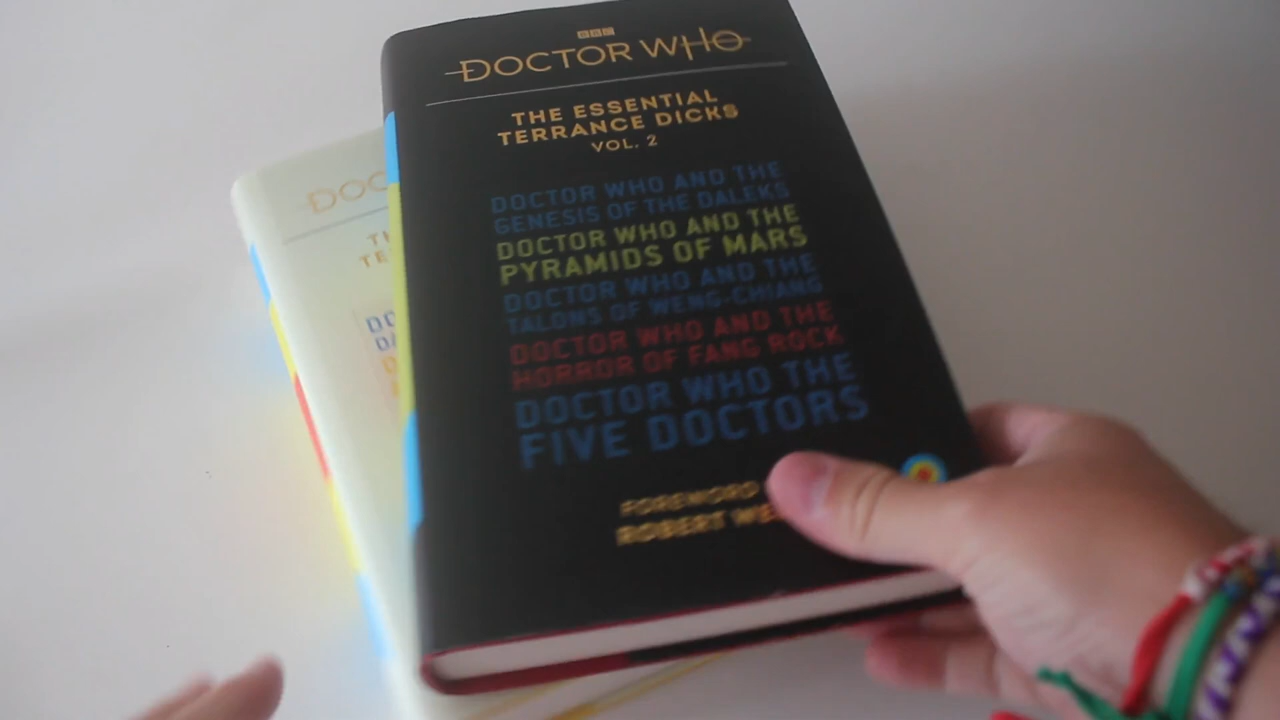 BBC
DOCTOR WHO
THE ESSENTIAL
TERRANCE DICKS
VOL. 2
DOCTOR WHO AND THE
GENESIS OF THE DALEKS
DOCTOR WHO AND THE
PYRAMIDS OF MARS
DOCTOR WHO AND THE
TALONS OF WENG-CHIANG
DOCTOR WHO AND THE
HORROR OF FANG ROCK
DOCTOR WHO THE
FIVE DOCTORS
FOREWORD
ROBERT
DOC